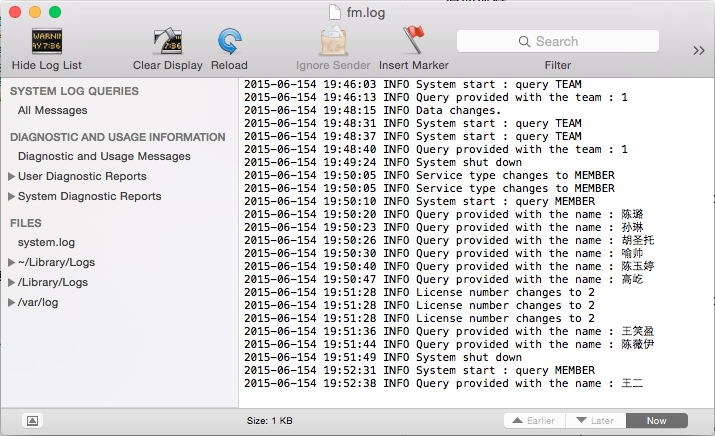 fm.log
WARNIN
AY 7:36
7:36
Hide Log List
Clear Display
Reload
Ignore Sender
Insert Marker
Search
Filter
SYSTEM LOG QUERIES
All Messages
DIAGNOSTIC AND USAGE INFORMATION
Diagnostic and Usage Messages
User Diagnostic Reports
System Diagnostic Reports
FILES
system.log
~/Library/Logs
/Library/Logs
/var/log
2015-06-154 19:46:03 INFO System start : query TEAM
2015-06-154 19:46:13 INFO Query provided with the team : 1
2015-06-154 19:48:15 INFO Data changes.
2015-06-154 19:48:31 INFO System start : query TEAM
2015-06-154 19:48:37 INFO System start : query TEAM
2015-06-154 19:48:40 INFO Query provided with the team : 1
2015-06-154 19:49:24 INFO System shut down
2015-06-154 19:50:05 INFO Service type changes to MEMBER
2015-06-154 19:50:05 INFO Service type changes to MEMBER
2015-06-154 19:50:10 INFO System start : query MEMBER
2015-06-154 19:50:20 INFO Query provided with the name : 陈璐
2015-06-154 19:50:23 INFO Query provided with the name : 孙琳
2015-06-154 19:50:26 INFO Query provided with the name : 胡圣托
2015-06-154 19:50:30 INFO Query provided with the name : 喻帅
2015-06-154 19:50:40 INFO Query provided with the name : 陈玉婷
2015-06-154 19:50:47 INFO Query provided with the name : 高屹
2015-06-154 19:51:28 INFO License number changes to 2
2015-06-154 19:51:28 INFO License number changes to 2
2015-06-154 19:51:28 INFO License number changes to 2
2015-06-154 19:51:36 INFO Query provided with the name : 王笑盈
2015-06-154 19:51:44 INFO Query provided with the name : 陈薇伊
2015-06-154 19:51:49 INFO System shut down
2015-06-154 19:52:31 INFO System start : query MEMBER
2015-06-154 19:52:38 INFO Query provided with the name : 王二
Size: 1 KB
Earlier
Later
Now